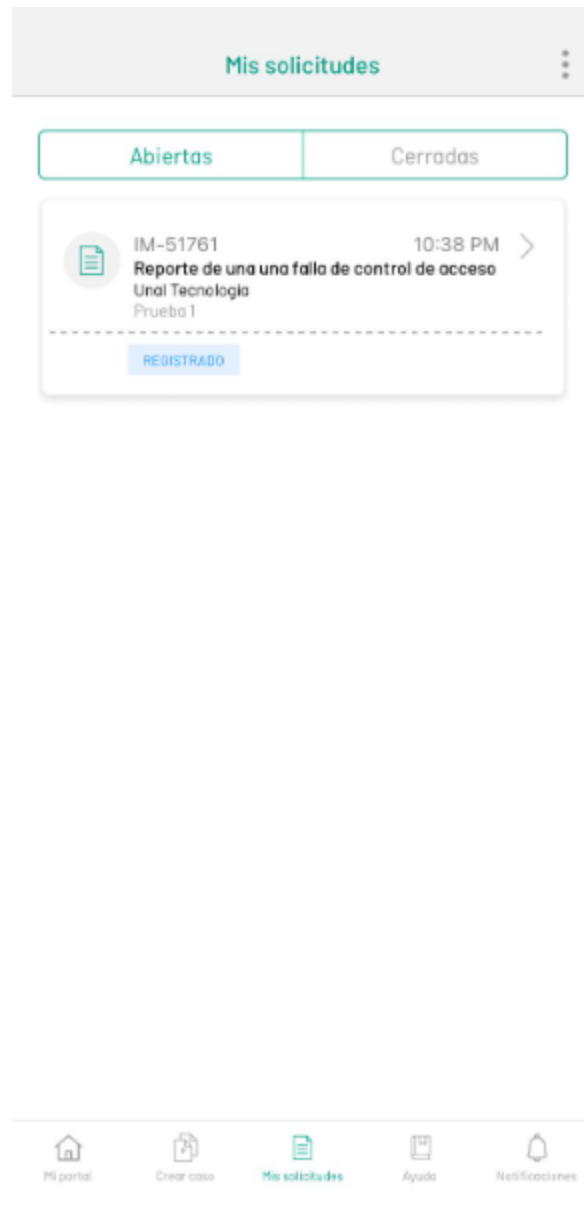 Mis solicitudes
Abiertas Cerradas
IM-51761 10:38 PM
Reporte de una una falla de control de acceso
Unal Tecnologia
Prueba 1
REGISTRADO
Mi portal Crear caso Mis solicitudes Ayuda Notificaciones